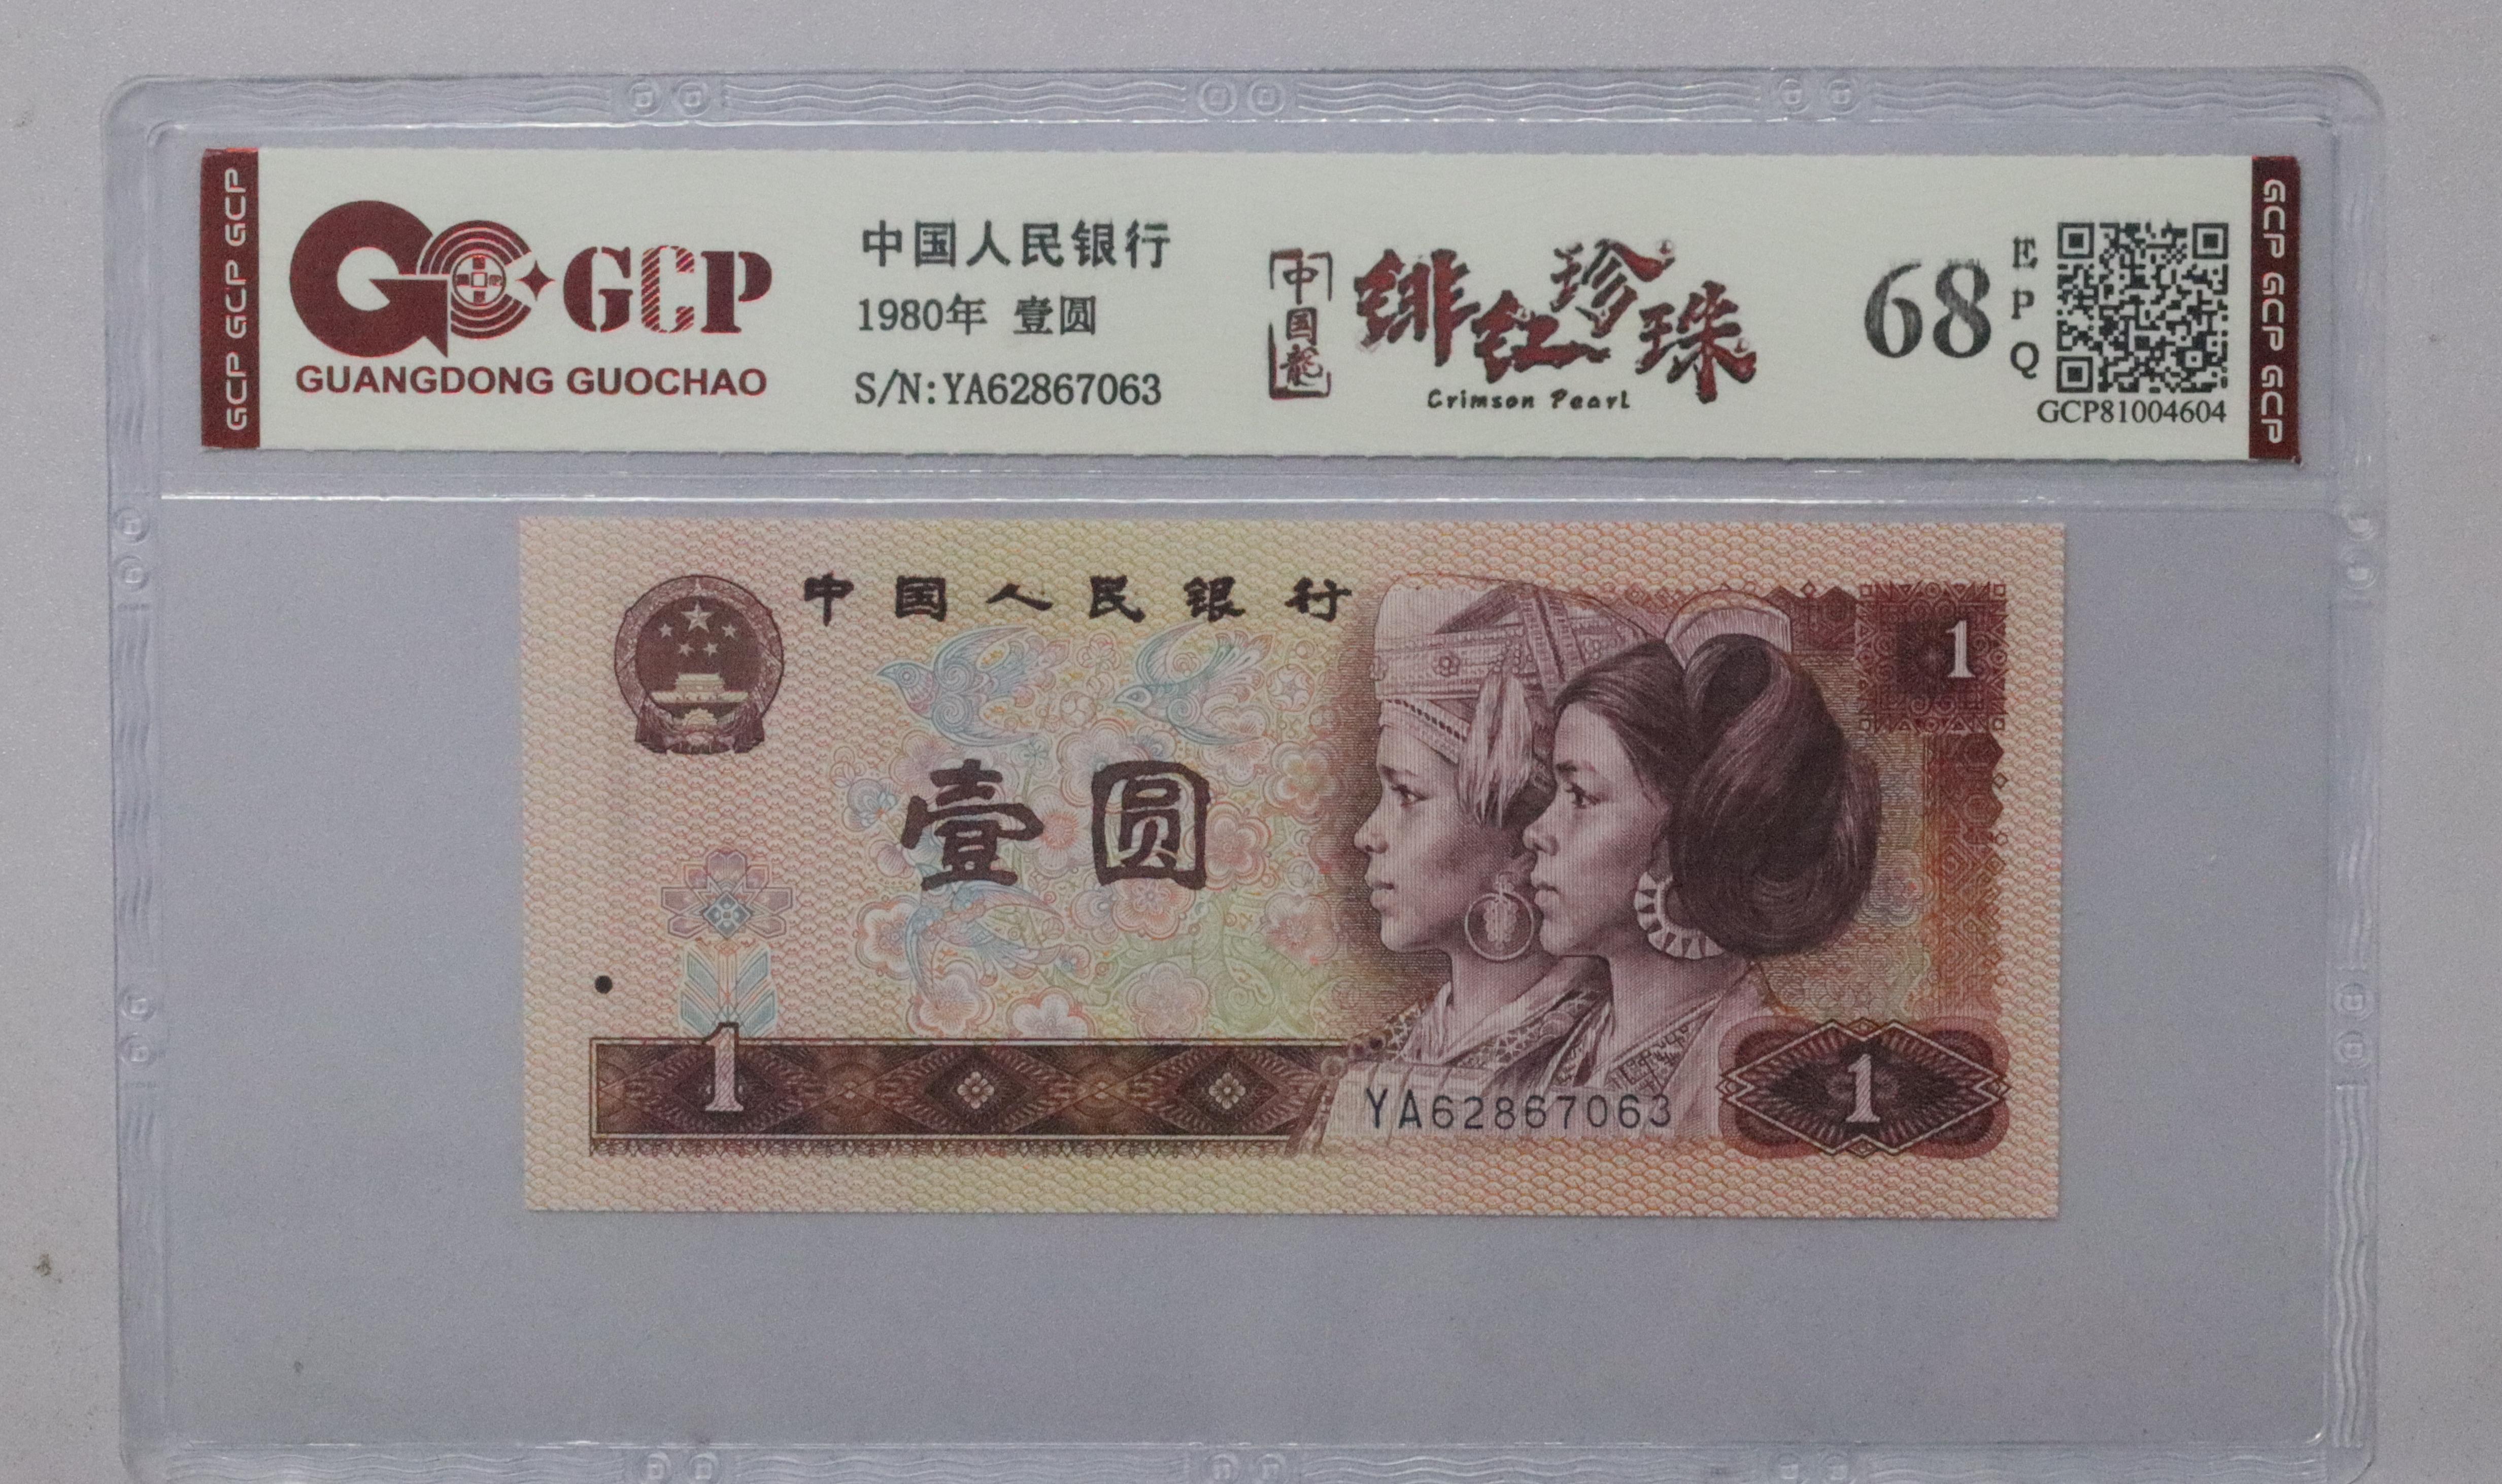 GCP GCP GCP
GCP
GUANGDONG GUOCHAO
中国人民银行
1980年 壹圆
S/N:YA62867063
中国龍
绯红珍珠
Crimson Pearl
68
EPQ
GCP81004604
GCP GCP GCP
中国人民银行
1
壹圆
1
YA62867063
1